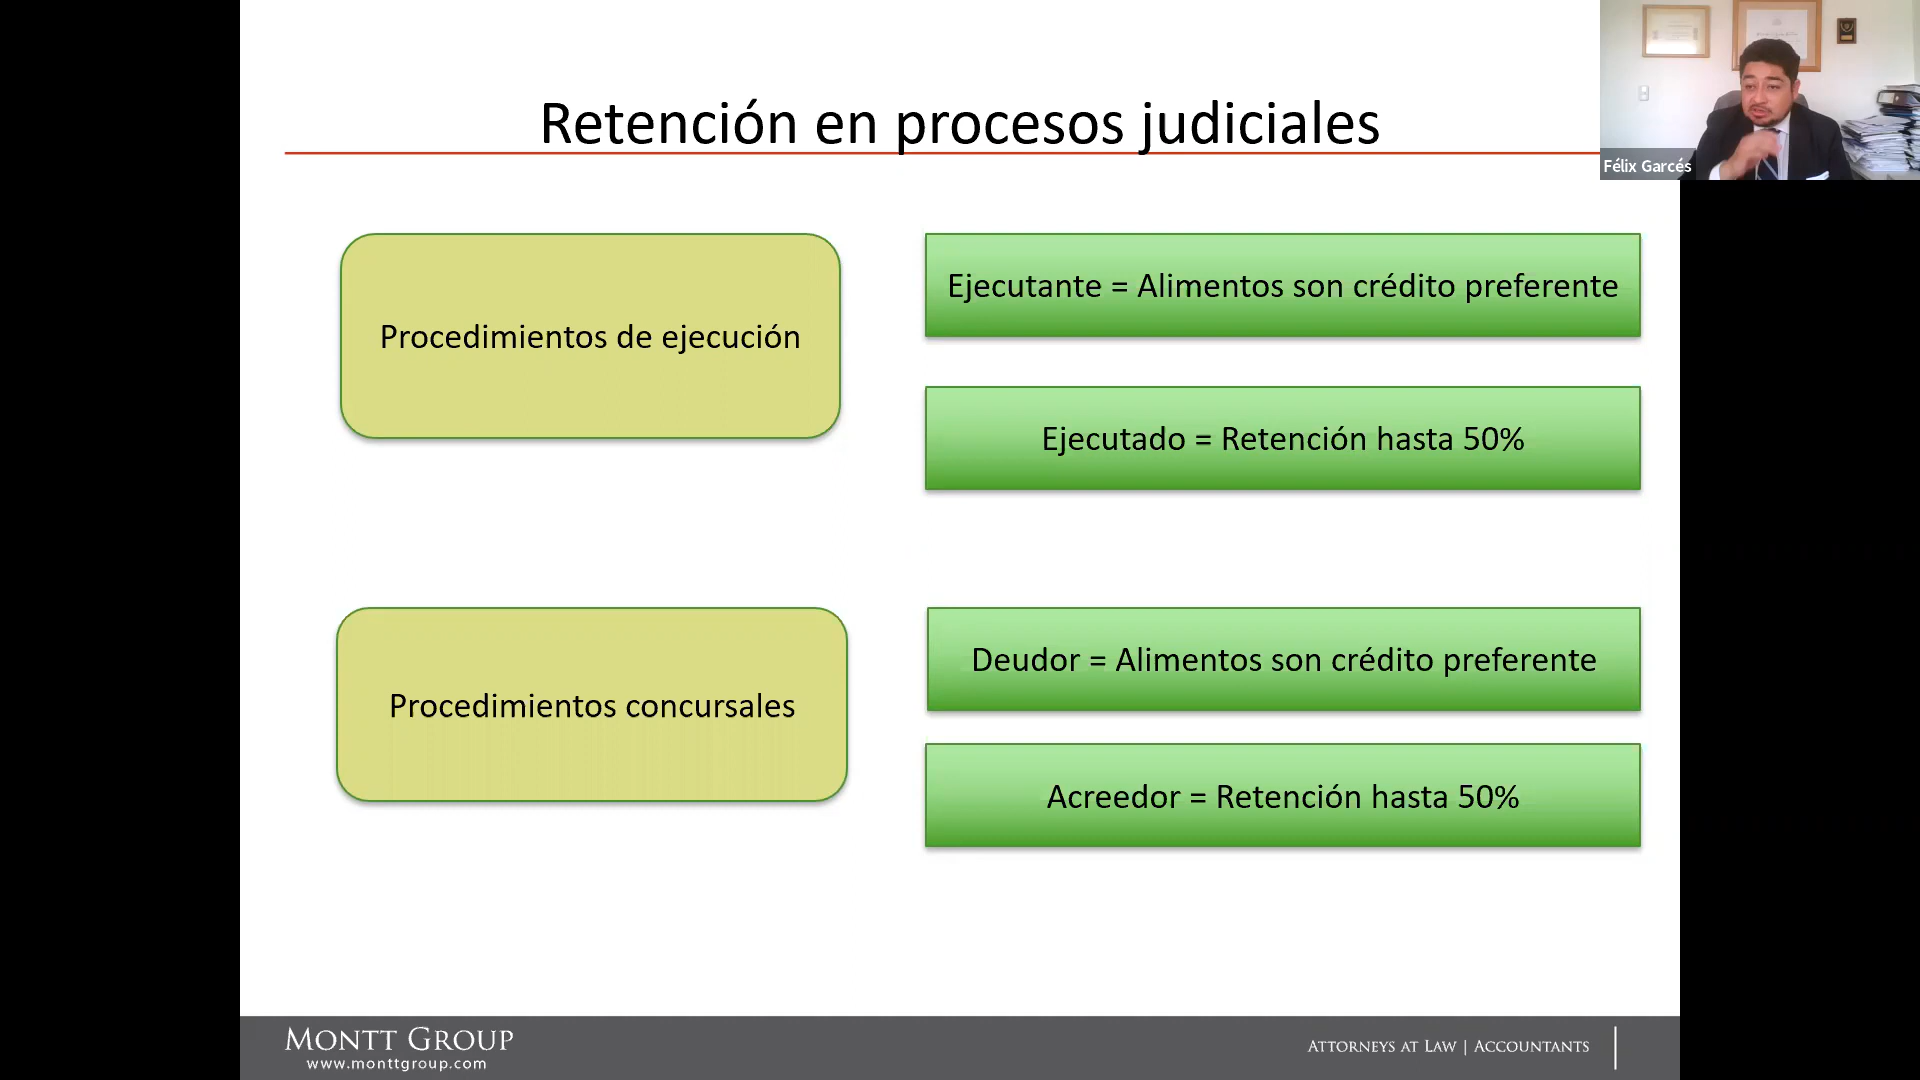 Retención en procesos judiciales
Félix Garcés
Procedimientos de ejecución
Ejecutante = Alimentos son crédito preferente
Ejecutado = Retención hasta 50%
Procedimientos concursales
Deudor = Alimentos son crédito preferente
Acreedor = Retención hasta 50%
MONTT GROUP
www.monttgroup.com
ATTORNEYS AT LAW | ACCOUNTANTS